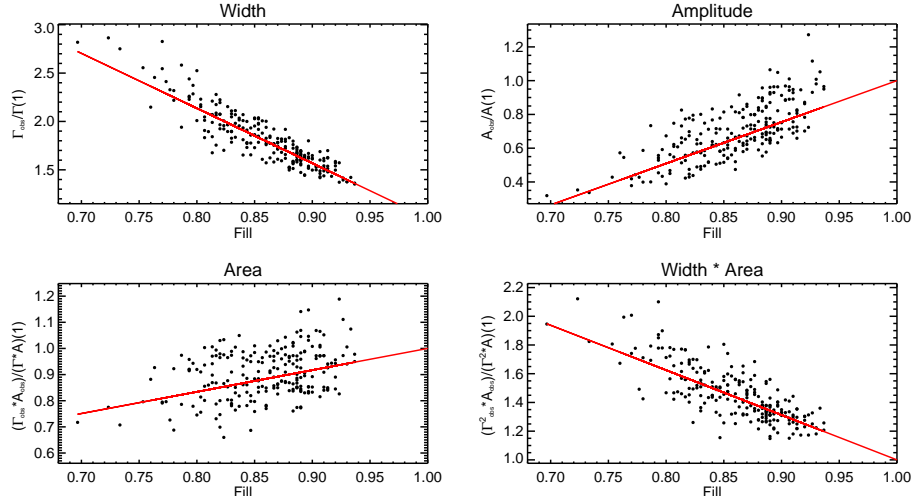 Width
3.0
2.5
2.0
1.5
Γobs/Γ(1)
0.70 0.75 0.80 0.85 0.90 0.95 1.00
Fill
Amplitude
1.2
1.0
0.8
0.6
0.4
Aobs/A(1)
0.70 0.75 0.80 0.85 0.90 0.95 1.00
Fill
Area
1.2
1.1
1.0
0.9
0.8
0.7
0.6
(Γobs*Aobs)/(Γ*A)(1)
0.70 0.75 0.80 0.85 0.90 0.95 1.00
Fill
Width * Area
2.2
2.0
1.8
1.6
1.4
1.2
1.0
(Γ²obs*Aobs)/(Γ²*A)(1)
0.70 0.75 0.80 0.85 0.90 0.95 1.00
Fill